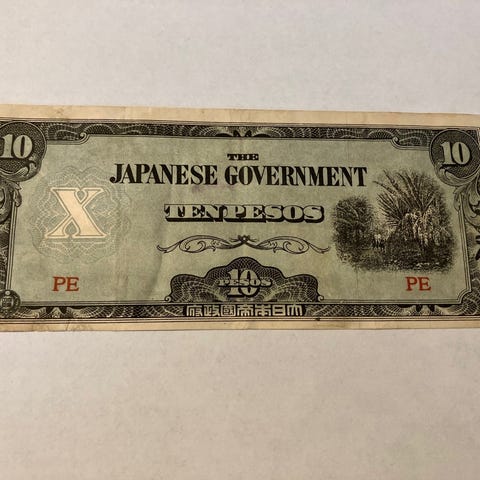 10 10
THE
JAPANESE GOVERNMENT
TEN PESOS
X
PE PE
10
PESOS
府政國帝本日大